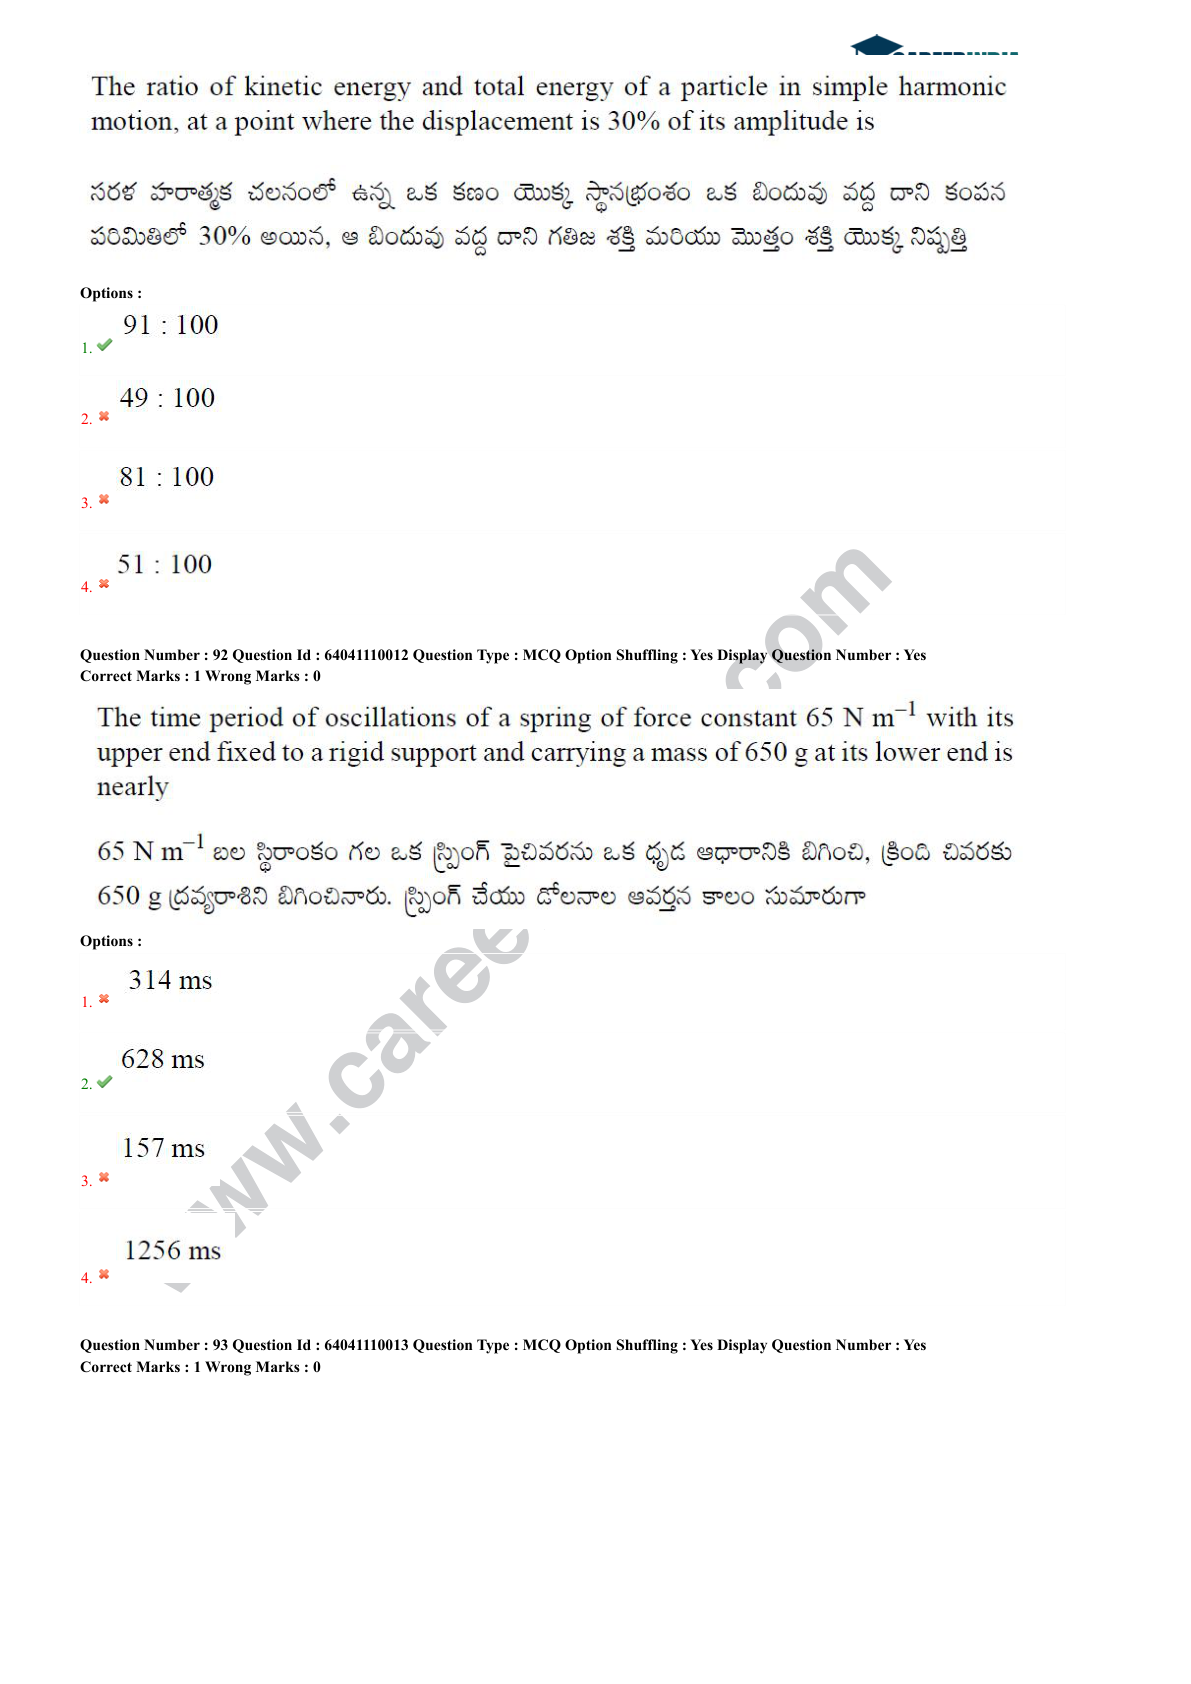 The ratio of kinetic energy and total energy of a particle in simple harmonic
motion, at a point where the displacement is 30% of its amplitude is
సరళ హరాత్మక చలనంలో ఉన్న ఒక కణం యొక్క స్థానభ్రంశం ఒక బిందువు వద్ద దాని కంపన
పరిమితిలో 30% అయిన, ఆ బిందువు వద్ద దాని గతిజ శక్తి మరియు మొత్తం శక్తి యొక్క నిష్పత్తి
Options :
91 : 100
1.
49 : 100
2.
81 : 100
3.
51 : 100
4.
Question Number : 92 Question Id : 64041110012 Question Type : MCQ Option Shuffling : Yes Display Question Number : Yes
Correct Marks : 1 Wrong Marks : 0
The time period of oscillations of a spring of force constant 65 N m⁻¹ with its
upper end fixed to a rigid support and carrying a mass of 650 g at its lower end is
nearly
65 N m⁻¹ బల స్థిరాంకం గల ఒక స్ప్రింగ్ పైచివరను ఒక ధృడ ఆధారానికి బిగించి, క్రింది చివరకు
650 g ద్రవ్యరాశిని బిగించినారు. స్ప్రింగ్ చేయు డోలనాల ఆవర్తన కాలం సుమారుగా
Options :
314 ms
1.
628 ms
2.
157 ms
3.
1256 ms
4.
Question Number : 93 Question Id : 64041110013 Question Type : MCQ Option Shuffling : Yes Display Question Number : Yes
Correct Marks : 1 Wrong Marks : 0